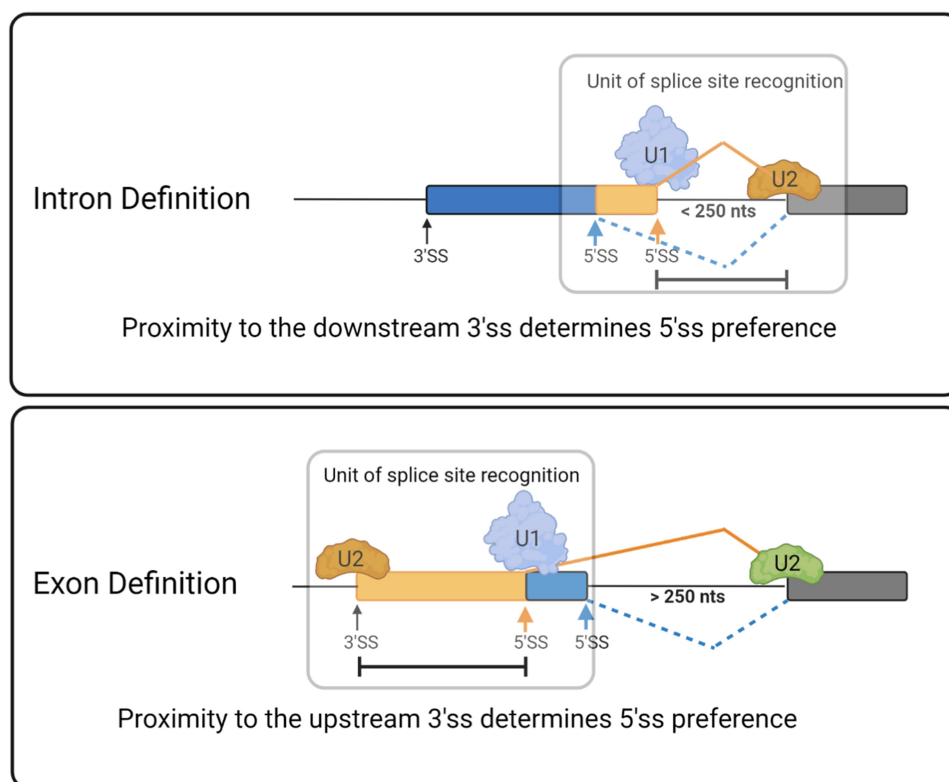 Unit of splice site recognition
U1
U2
Intron Definition
< 250 nts
3'SS
5'SS
5'SS
Proximity to the downstream 3'ss determines 5'ss preference
Unit of splice site recognition
U2
U1
U2
Exon Definition
> 250 nts
3'SS
5'SS
5'SS
Proximity to the upstream 3'ss determines 5'ss preference